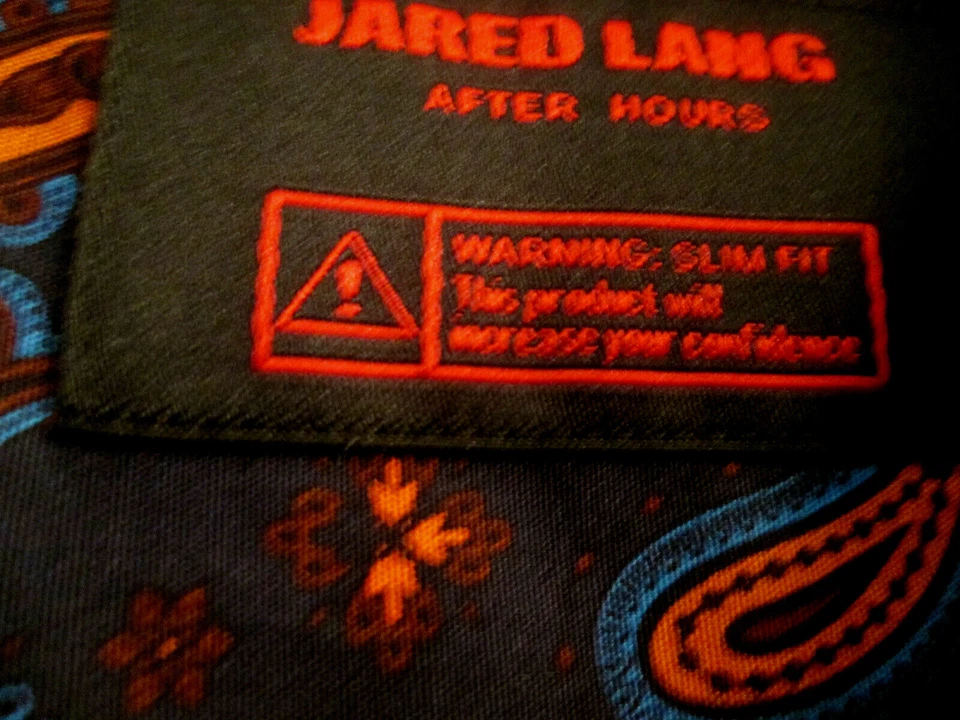 JARED LANG
AFTER HOURS
WARNING: SLIM FIT
This product will
increase your confidence